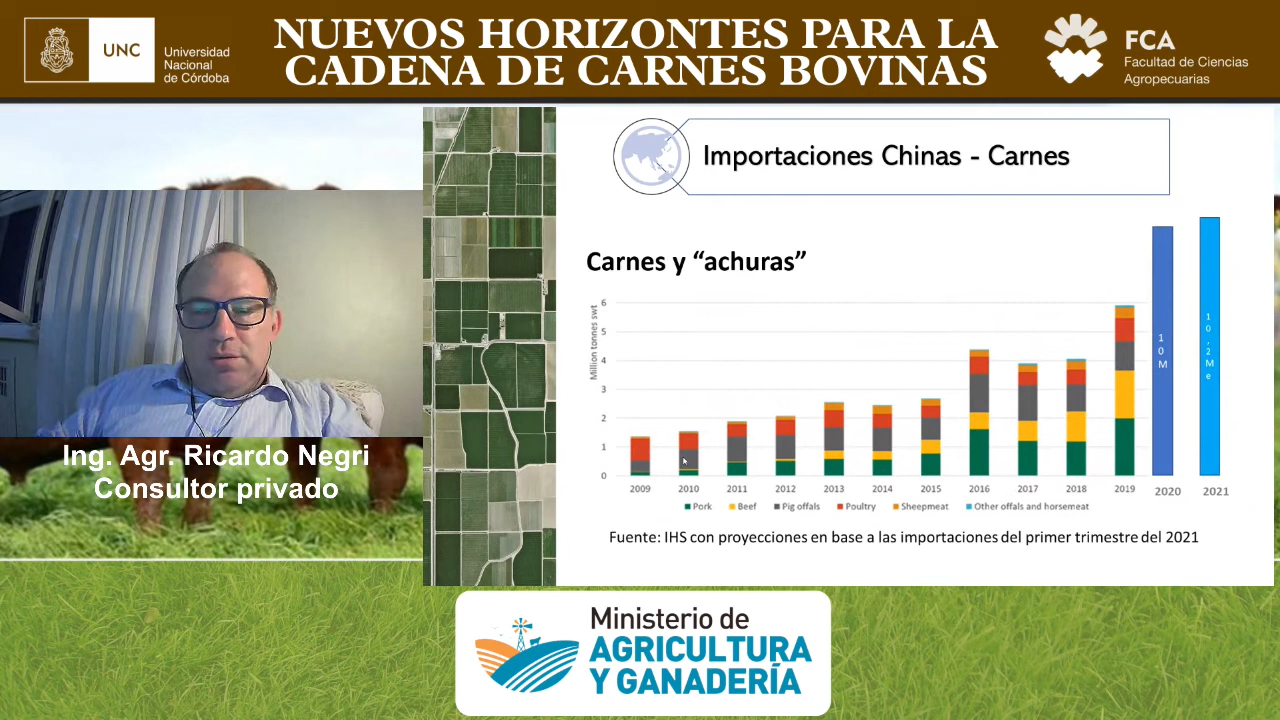 NUEVOS HORIZONTES PARA LA
CADENA DE CARNES BOVINAS
UNC
Universidad
Nacional
de Córdoba
FCA
Facultad de Ciencias
Agropecuarias
Importaciones Chinas - Carnes
Carnes y “achuras”
Million tonnes swt
6
5
4
3
2
1
0
10M
10,2Me
2009 2010 2011 2012 2013 2014 2015 2016 2017 2018 2019 2020 2021
Pork Beef Pig offals Poultry Sheepmeat Other offals and horsemeat
Fuente: IHS con proyecciones en base a las importaciones del primer trimestre del 2021
Ing. Agr. Ricardo Negri
Consultor privado
Ministerio de
AGRICULTURA
Y GANADERÍA